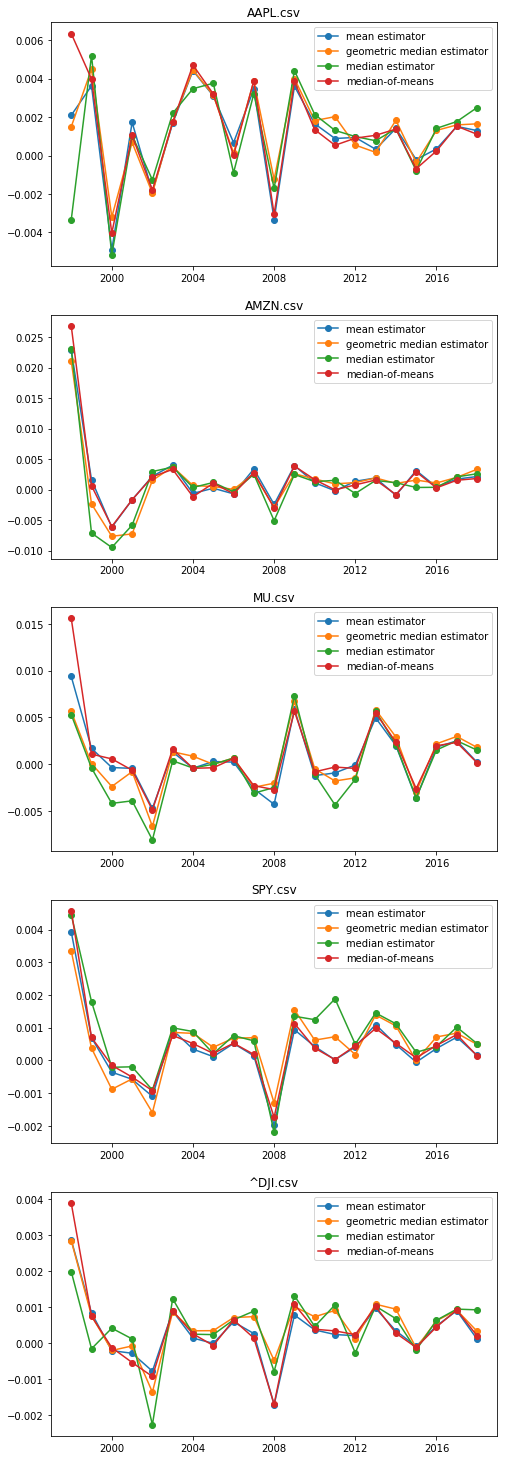 AAPL.csv
mean estimator
geometric median estimator
median estimator
median-of-means
0.006
0.004
0.002
0.000
−0.002
−0.004
2000 2004 2008 2012 2016
AMZN.csv
mean estimator
geometric median estimator
median estimator
median-of-means
0.025
0.020
0.015
0.010
0.005
0.000
−0.005
−0.010
2000 2004 2008 2012 2016
MU.csv
mean estimator
geometric median estimator
median estimator
median-of-means
0.015
0.010
0.005
0.000
−0.005
2000 2004 2008 2012 2016
SPY.csv
mean estimator
geometric median estimator
median estimator
median-of-means
0.004
0.003
0.002
0.001
0.000
−0.001
−0.002
2000 2004 2008 2012 2016
^DJI.csv
mean estimator
geometric median estimator
median estimator
median-of-means
0.004
0.003
0.002
0.001
0.000
−0.001
−0.002
2000 2004 2008 2012 2016